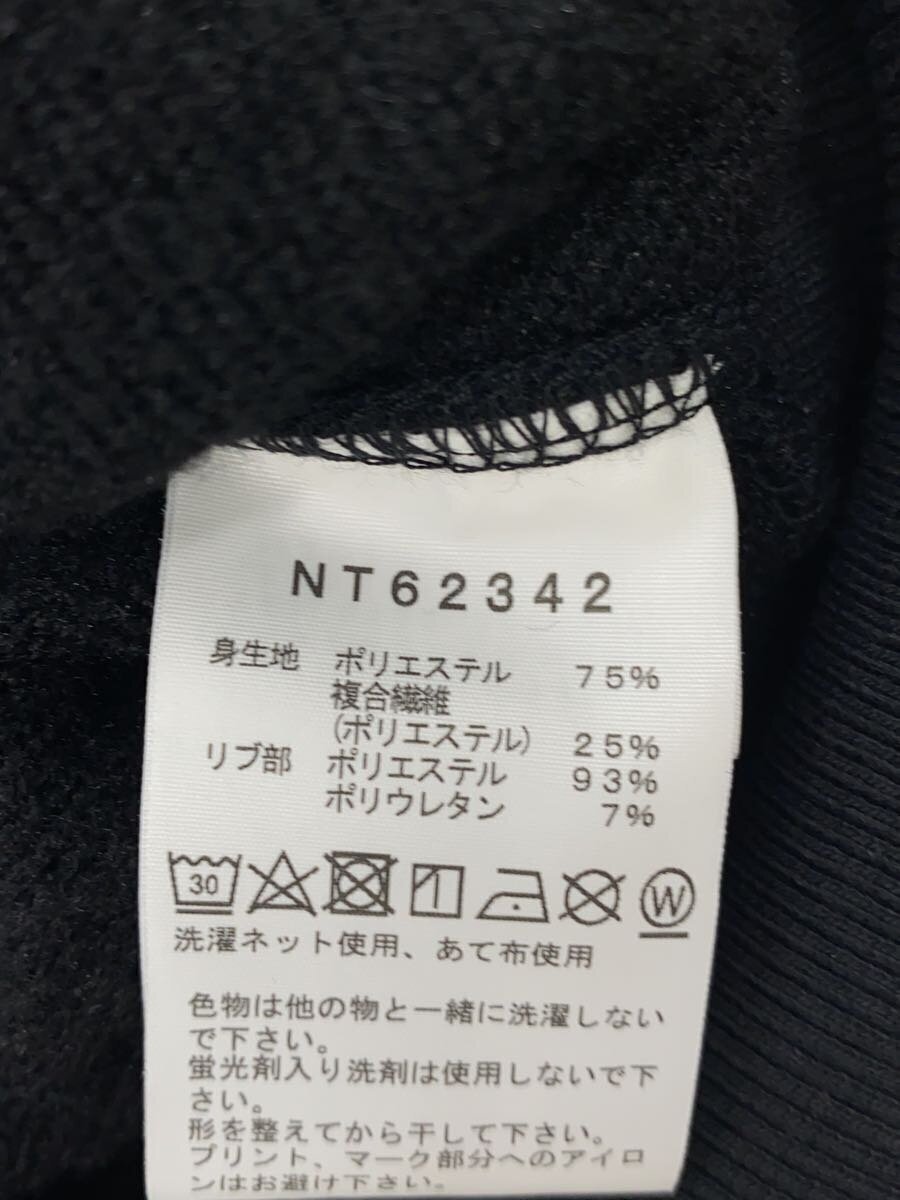 NT62342
身生地 ポリエステル 75%
複合繊維
(ポリエステル) 25%
リブ部 ポリエステル 93%
ポリウレタン 7%
30 W
洗濯ネット使用、あて布使用
色物は他の物と一緒に洗濯しない
で下さい。
蛍光剤入り洗剤は使用しないで下
さい。
形を整えてから干して下さい。
プリント、マーク部分へのアイロ
ンはお避け下さい。